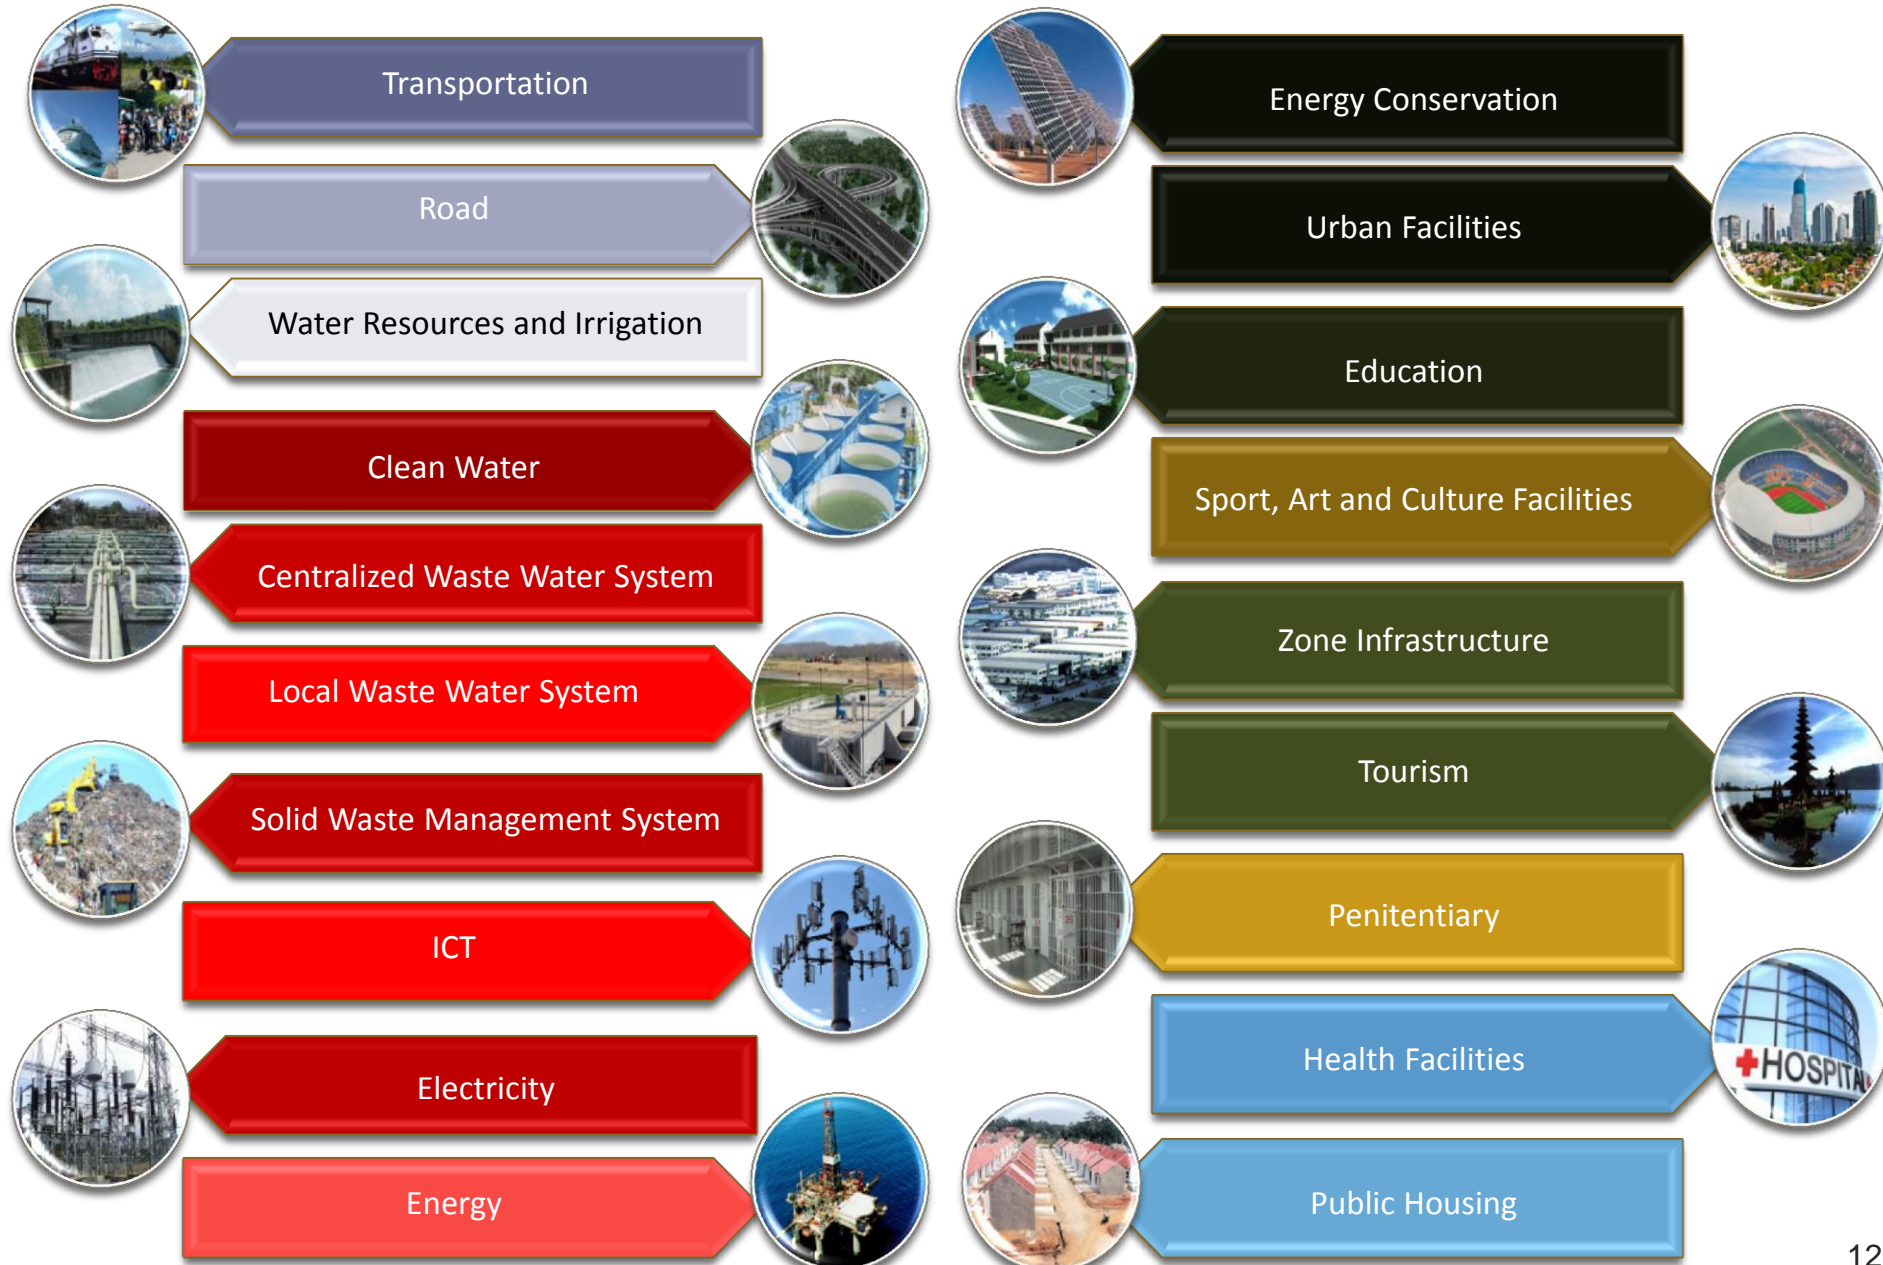 Transportation
Road
Water Resources and Irrigation
Clean Water
Centralized Waste Water System
Local Waste Water System
Solid Waste Management System
ICT
Electricity
Energy
Energy Conservation
Urban Facilities
Education
Sport, Art and Culture Facilities
Zone Infrastructure
Tourism
Penitentiary
Health Facilities
HOSPITA
Public Housing
12